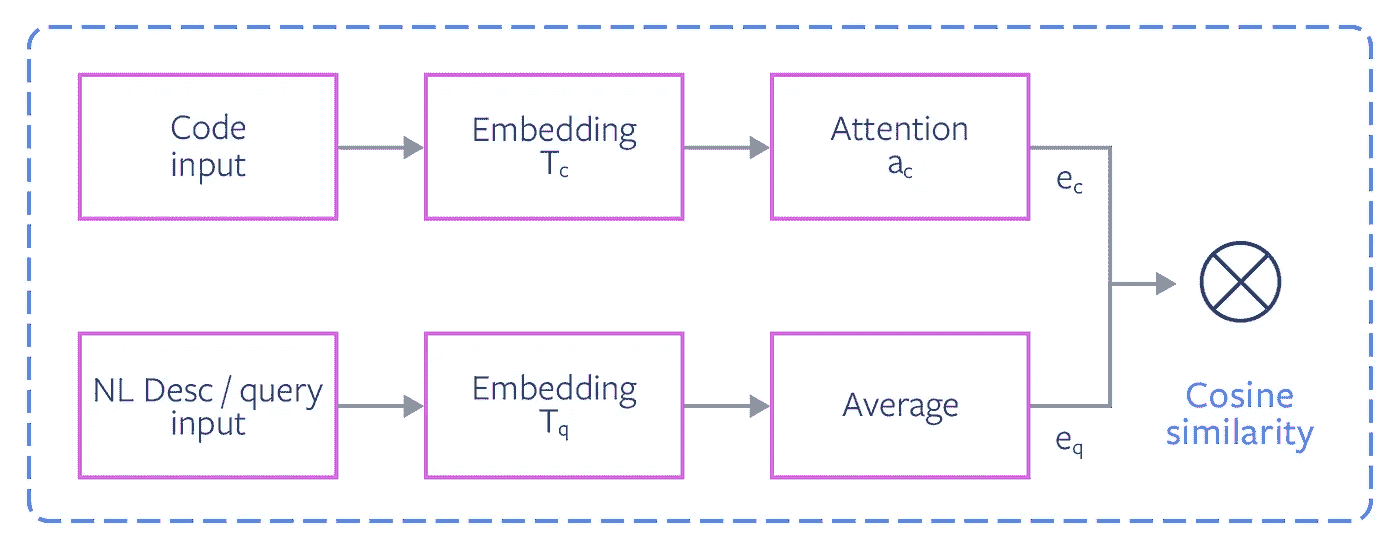 Code
input
Embedding
T_c
Attention
a_c
e_c
NL Desc / query
input
Embedding
T_q
Average
e_q
Cosine
similarity